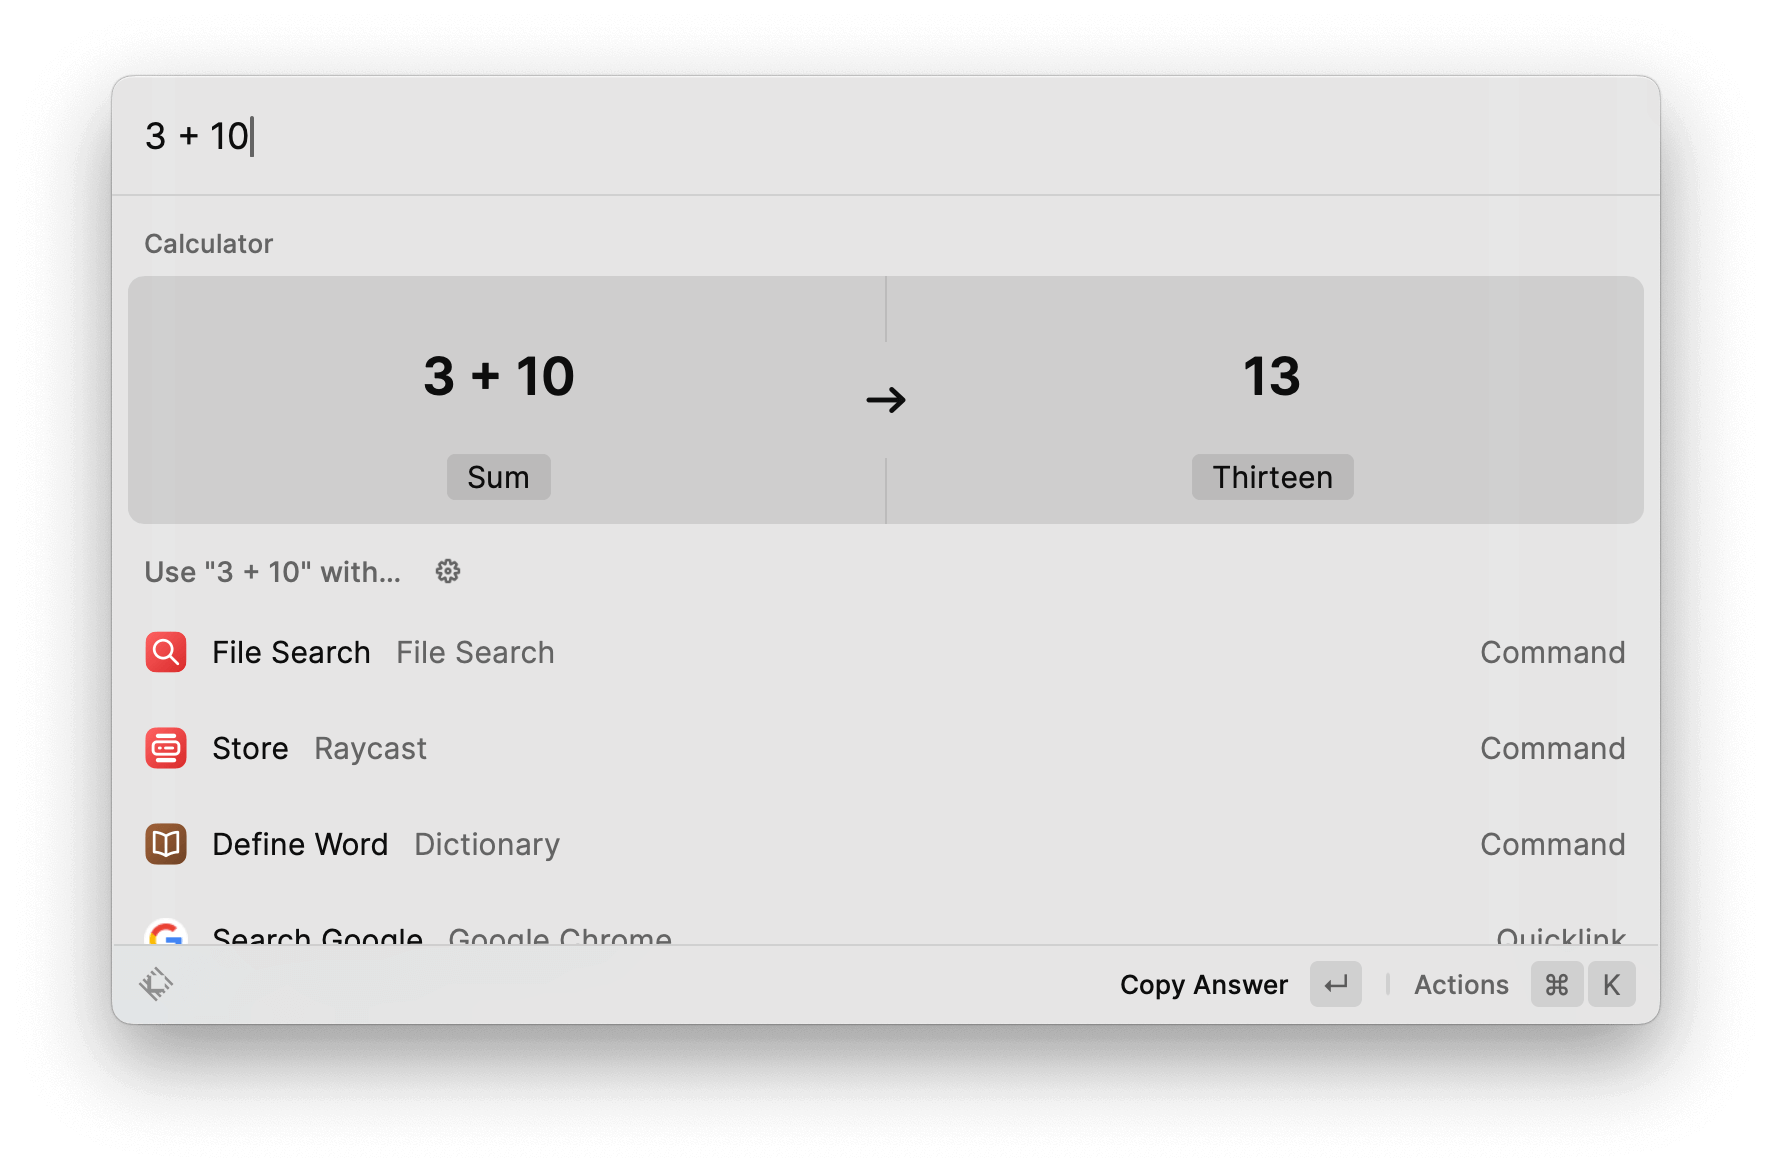 3 + 10
Calculator
3 + 10 → 13
Sum Thirteen
Use "3 + 10" with...
File Search File Search Command
Store Raycast Command
Define Word Dictionary Command
Search Google Google Chrome Quicklink
Copy Answer ↵ Actions ⌘ K